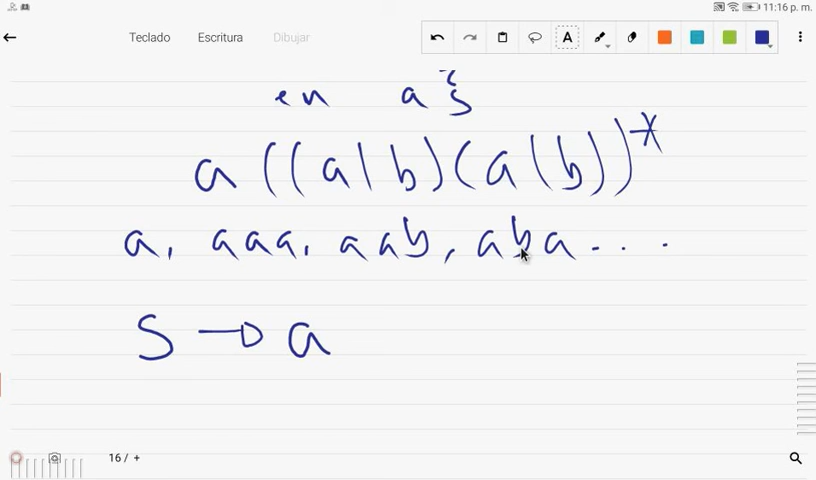 11:16 p. m.
Teclado Escritura Dibujar A
en a}
a((a|b)(a|b))*
a, aaa, aab, aba...
S → a
16 / +